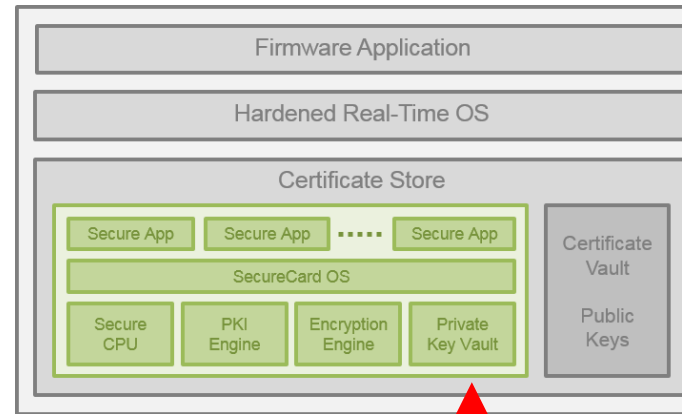 Firmware Application
Hardened Real-Time OS
Certificate Store
Secure App
Secure App
Secure App
SecureCard OS
Secure
CPU
PKI
Engine
Encryption
Engine
Private
Key Vault
Certificate
Vault
Public
Keys